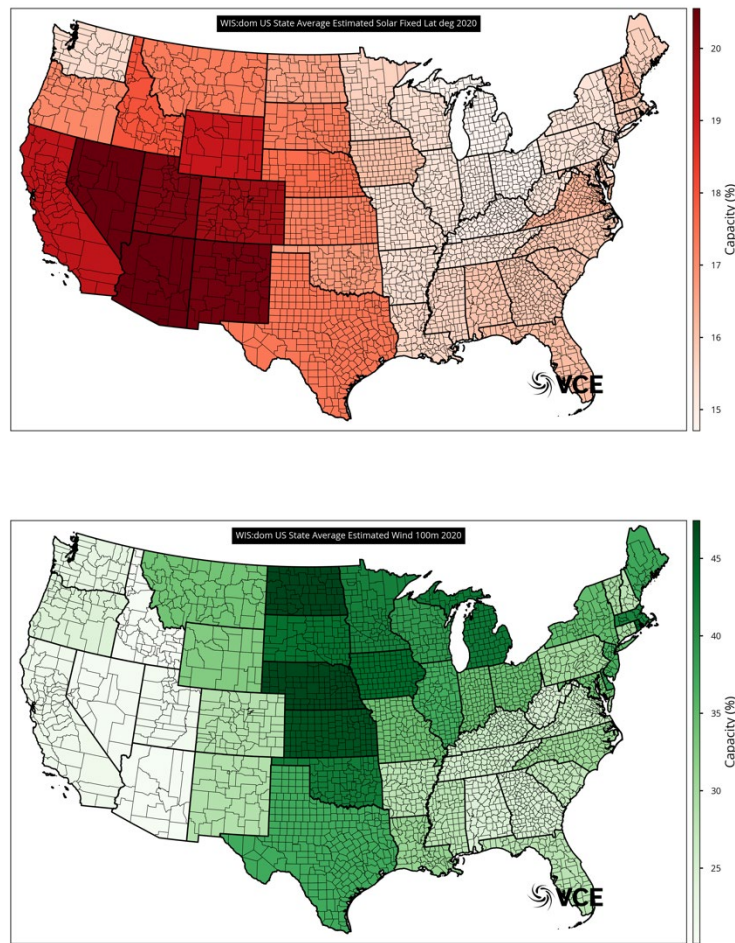 WIS:dom US State Average Estimated Solar Fixed Lat deg 2020
20
19
18
17
16
15
Capacity (%)
VCE
WIS:dom US State Average Estimated Wind 100m 2020
45
40
35
30
25
Capacity (%)
VCE